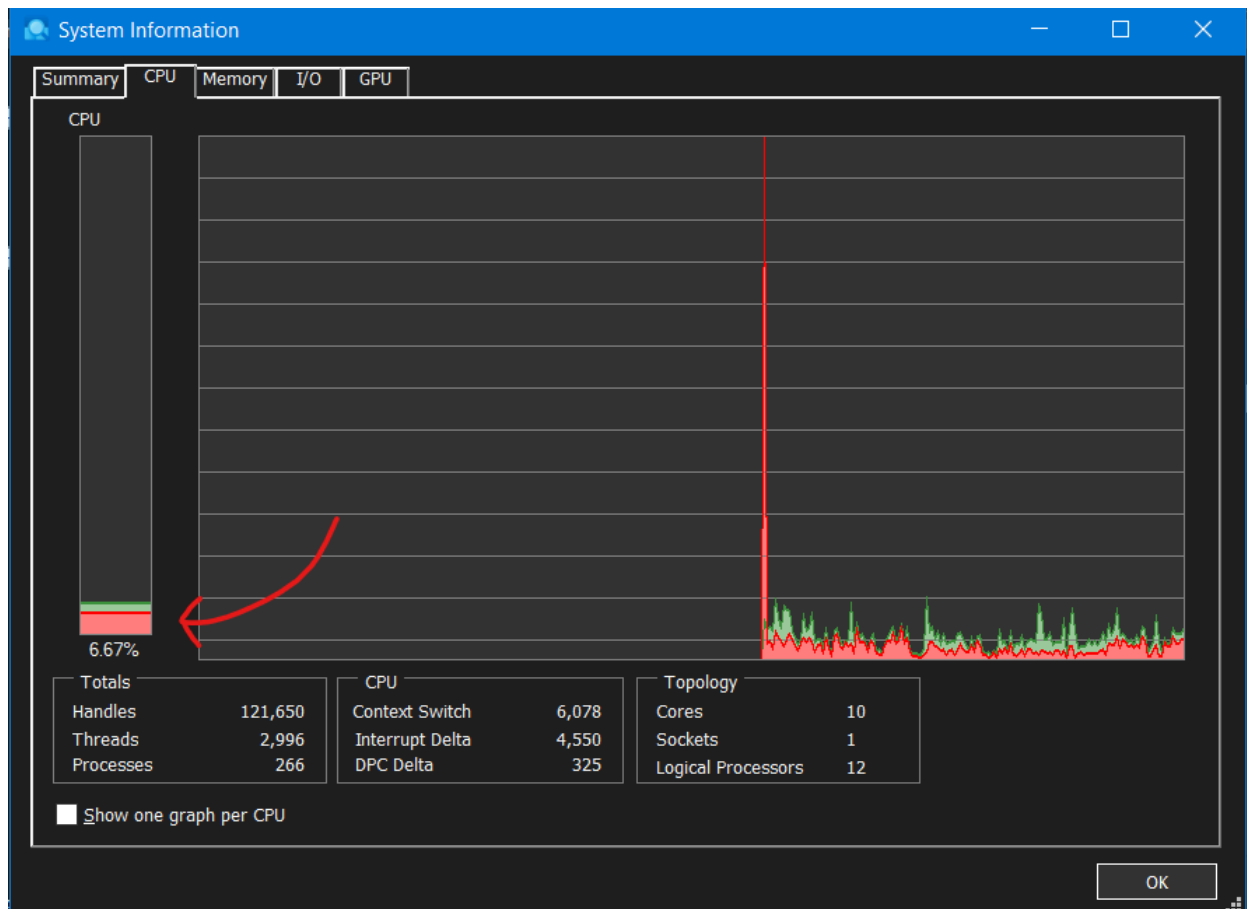 System Information
Summary CPU Memory I/O GPU
CPU
6.67%
Totals
Handles 121,650
Threads 2,996
Processes 266
CPU
Context Switch 6,078
Interrupt Delta 4,550
DPC Delta 325
Topology
Cores 10
Sockets 1
Logical Processors 12
Show one graph per CPU
OK